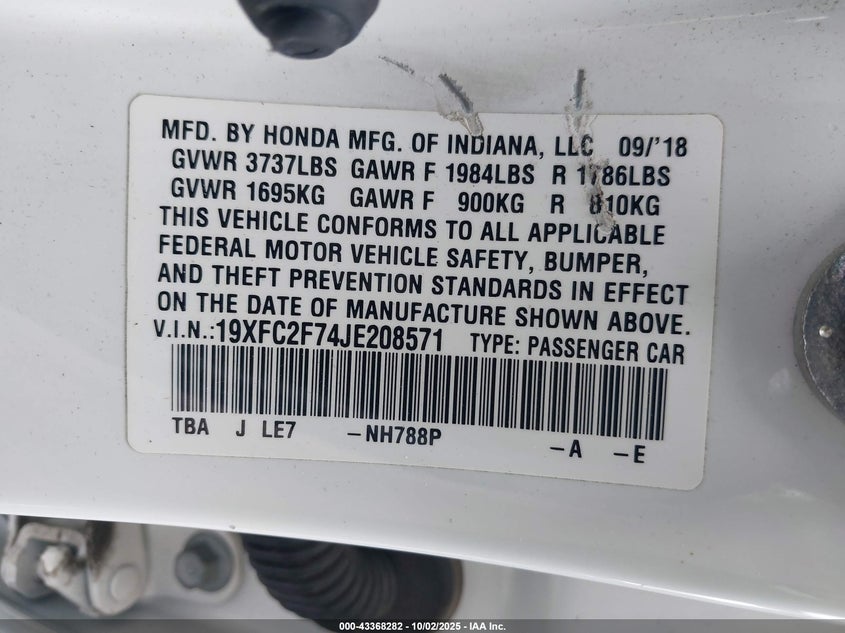 MFD. BY HONDA MFG. OF INDIANA, LLC 09/'18
GVWR 3737LBS GAWR F 1984LBS R 1786LBS
GVWR 1695KG GAWR F 900KG R 810KG
THIS VEHICLE CONFORMS TO ALL APPLICABLE
FEDERAL MOTOR VEHICLE SAFETY, BUMPER,
AND THEFT PREVENTION STANDARDS IN EFFECT
ON THE DATE OF MANUFACTURE SHOWN ABOVE.
V.I.N.:19XFC2F74JE208571 TYPE: PASSENGER CAR
TBA J LE7 -NH788P -A -E
000-43368282 - 10/02/2025 - IAA Inc.